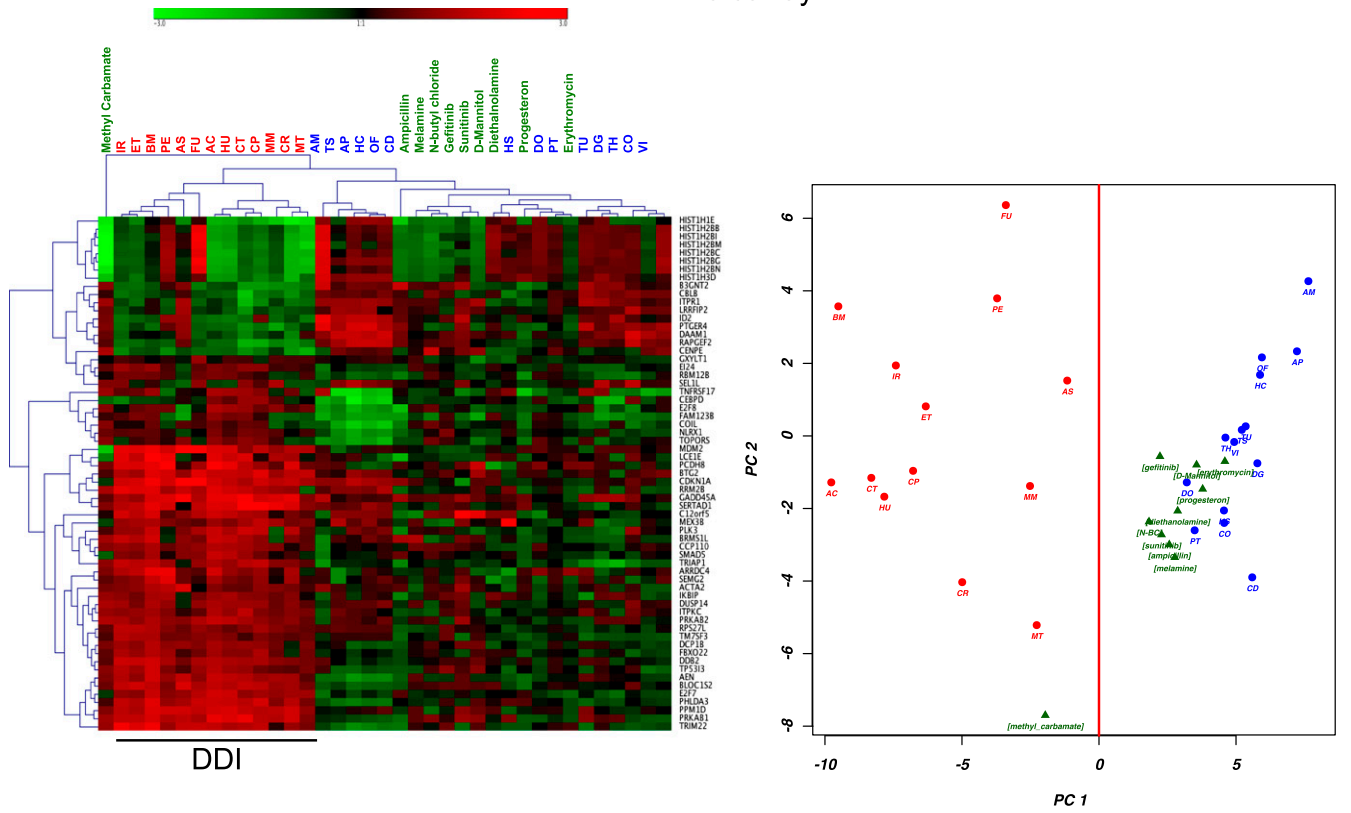 -3.0 1:1 3.0
Methyl Carbamate
IR
ET
BM
PE
AS
FU
AC
HU
CT
CP
MM
CR
MT
AM
TS
AP
HC
OF
CD
Ampicillin
Melamine
N-butyl chloride
Gefitinib
Sunitinib
D-Mannitol
Diethalnolamine
HS
Progesteron
DO
PT
Erythromycin
TU
DG
TH
CO
VI
HIST1H1E
HIST1H2BB
HIST1H2BI
HIST1H2BM
HIST1H2BC
HIST1H2BG
HIST1H2BN
HIST1H3D
B3GNT2
CBLB
ITPR1
LRRFIP2
ID2
PTGER4
DAAM1
RAPGEF2
CENPE
GXYLT1
EI24
RBM12B
SEL1L
TNFRSF17
CEBPD
E2F8
FAM123B
COIL
NLRX1
TOPORS
MDM2
LCE1E
PCDH8
BTG2
CDKN1A
RRM2B
GADD45A
SERTAD1
C12orf5
MEX3B
PLK3
BRMS1L
CCP110
SMAD5
TRIAP1
ARRDC4
SEMG2
ACTA2
IKBIP
DUSP14
ITPKC
PRKAB2
RPS27L
TM7SF3
DCP1B
FBXO22
DDB2
TP53I3
AEN
BLOC1S2
E2F7
PHLDA3
PPM1D
PRKAB1
TRIM22
DDI
PC 2
6
4
2
0
-2
-4
-6
-8
FU
AM
PE
BM
AP
OF
IR
HC
AS
ET
TU
TS
TH
VI
[gefitinib]
DG
[erythromycin]
[D-Mannitol]
CP
CT
AC
MM
DO
HU
[progesteron]
HS
[diethanolamine]
[N-BC]
CO
PT
[sunitinib]
[ampicillin]
[melamine]
CD
CR
MT
[methyl_carbamate]
-10 -5 0 5
PC 1